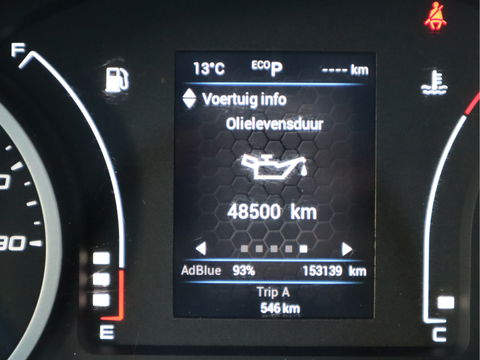 F
13°C ECO P ---- km
Voertuig info
Olielevensduur
48500 km
AdBlue 93% 153139 km
Trip A
546 km
E
C